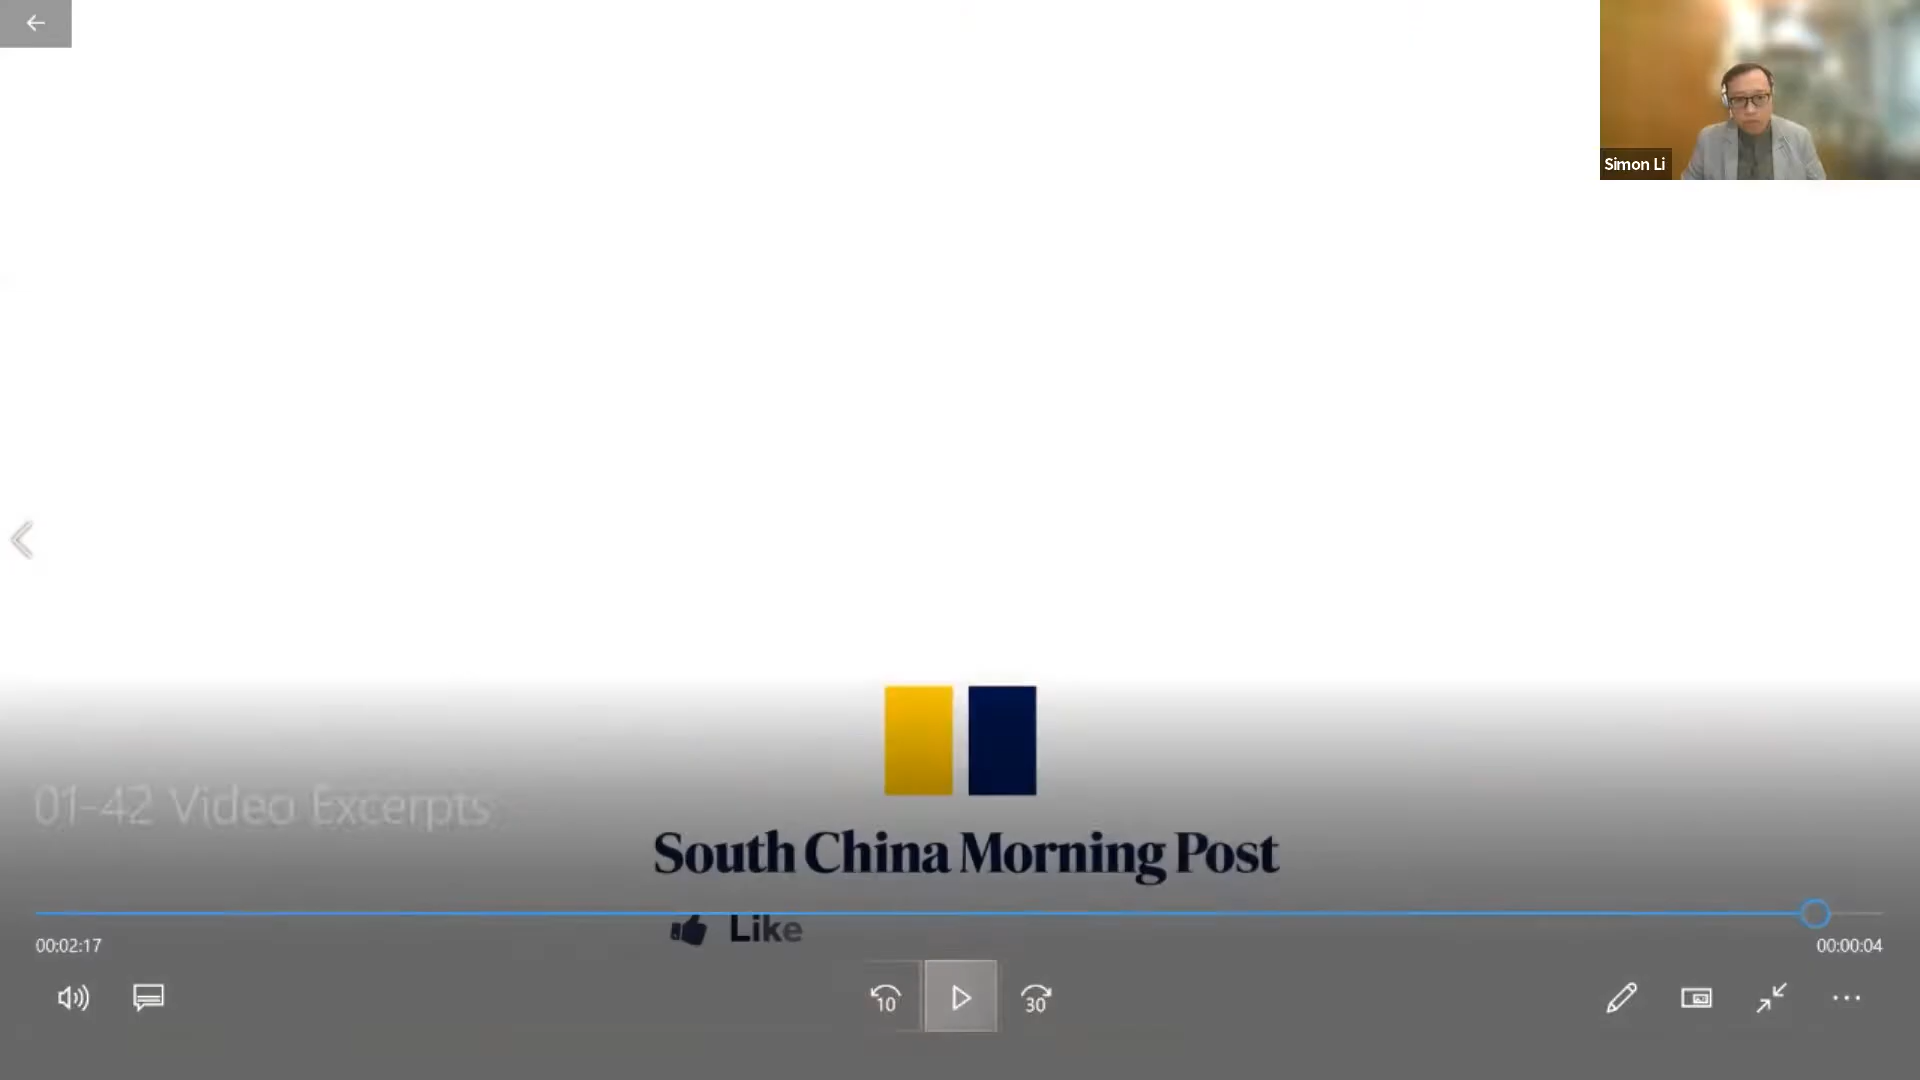 Simon Li
01-42 Video Excerpts
South China Morning Post
Like
00:02:17
00:00:04
10
30